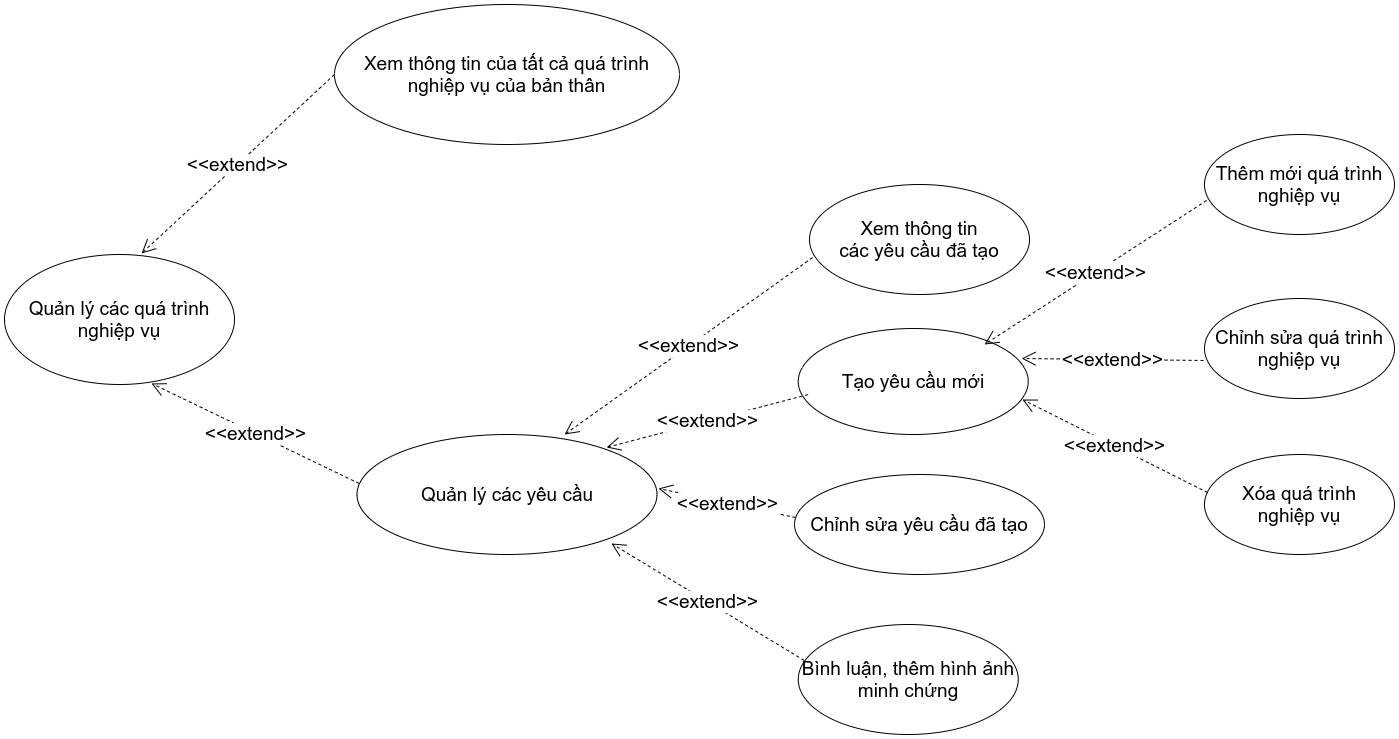 Xem thông tin của tất cả quá trình
nghiệp vụ của bản thân
<<extend>>
Thêm mới quá trình
nghiệp vụ
Xem thông tin
các yêu cầu đã tạo
<<extend>>
Quản lý các quá trình
nghiệp vụ
<<extend>>
Chỉnh sửa quá trình
nghiệp vụ
<<extend>>
Tạo yêu cầu mới
<<extend>>
<<extend>>
<<extend>>
Quản lý các yêu cầu
<<extend>>
Xóa quá trình
nghiệp vụ
Chỉnh sửa yêu cầu đã tạo
<<extend>>
Bình luận, thêm hình ảnh
minh chứng